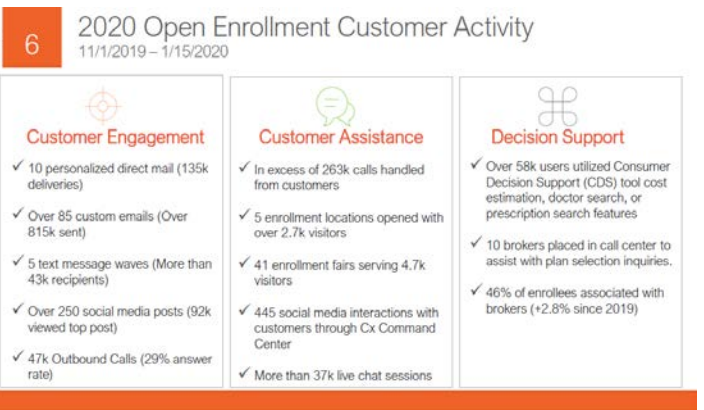 6
2020 Open Enrollment Customer Activity
11/1/2019 – 1/15/2020
Customer Engagement
✓ 10 personalized direct mail (135k
deliveries)
✓ Over 85 custom emails (Over
815k sent)
✓ 5 text message waves (More than
43k recipients)
✓ Over 250 social media posts (92k
viewed top post)
✓ 47k Outbound Calls (29% answer
rate)
Customer Assistance
✓ In excess of 263k calls handled
from customers
✓ 5 enrollment locations opened with
over 2.7k visitors
✓ 41 enrollment fairs serving 4.7k
visitors
✓ 445 social media interactions with
customers through Cx Command
Center
✓ More than 37k live chat sessions
Decision Support
✓ Over 58k users utilized Consumer
Decision Support (CDS) tool cost
estimation, doctor search, or
prescription search features
✓ 10 brokers placed in call center to
assist with plan selection inquiries.
✓ 46% of enrollees associated with
brokers (+2.8% since 2019)